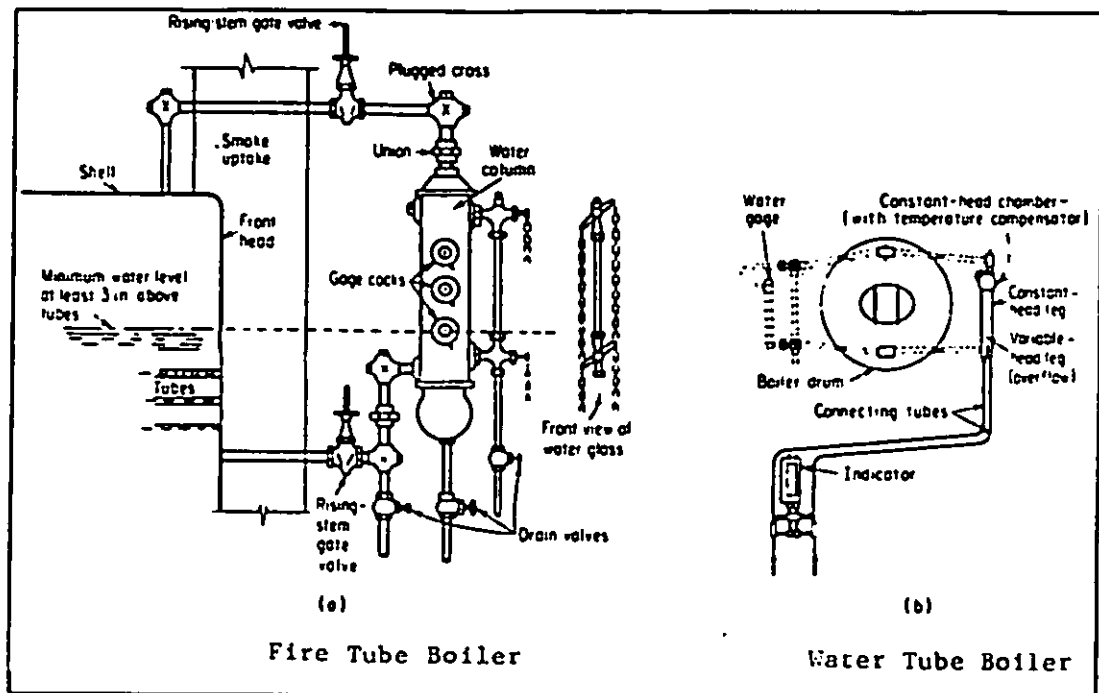 Rising-stem gate valve
Plugged cross
Smoke
uptake
Union
Water
column
Shell
Front
head
Gage cocks
Minimum water level
at least 3 in above
tubes
Tubes
Front view of
water glass
Rising-
stem
gate
valve
Drain valves
(a)
Fire Tube Boiler
Water
gage
Constant-head chamber-
(with temperature compensator)
Constant-
head leg
Variable-
head leg
(overflow)
Boiler drum
Connecting tubes
Indicator
(b)
Water Tube Boiler